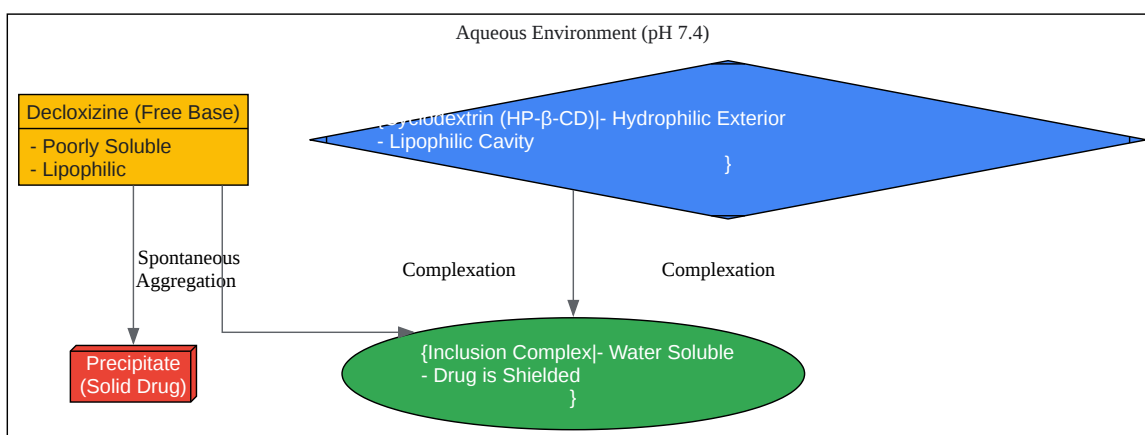 Aqueous Environment (pH 7.4)
Decloxizine (Free Base)
- Poorly Soluble
- Lipophilic
{Cyclodextrin (HP-β-CD)|- Hydrophilic Exterior
- Lipophilic Cavity
}
Spontaneous
Aggregation
Complexation
Complexation
Precipitate
(Solid Drug)
{Inclusion Complex|- Water Soluble
- Drug is Shielded
}